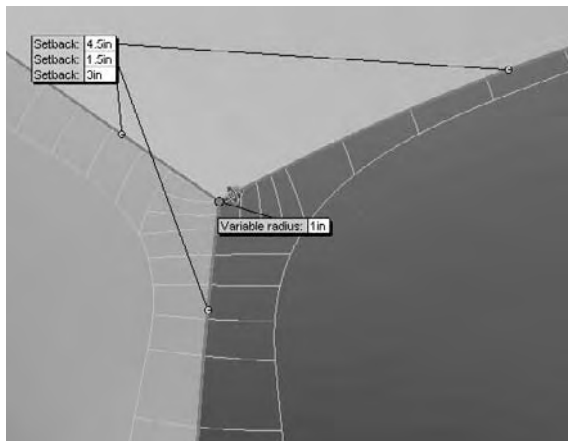 Setback: 4.5in
Setback: 1.5in
Setback: 3in
Variable radius: 1in